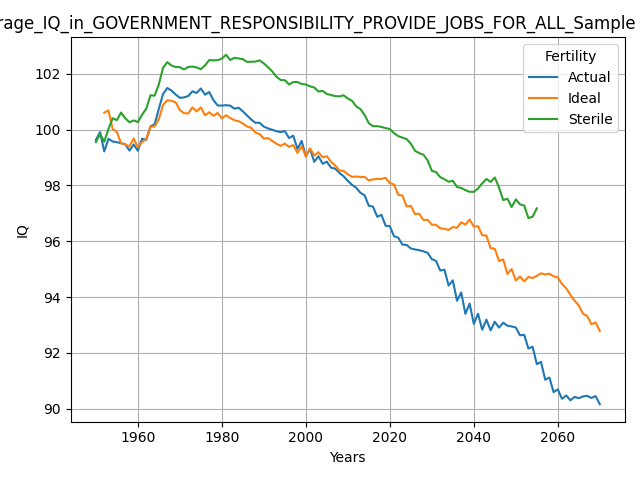 rage_IQ_in_GOVERNMENT_RESPONSIBILITY_PROVIDE_JOBS_FOR_ALL_Sample
Fertility
Actual
Ideal
Sterile
102
100
98
96
94
92
90
IQ
1960 1980 2000 2020 2040 2060
Years